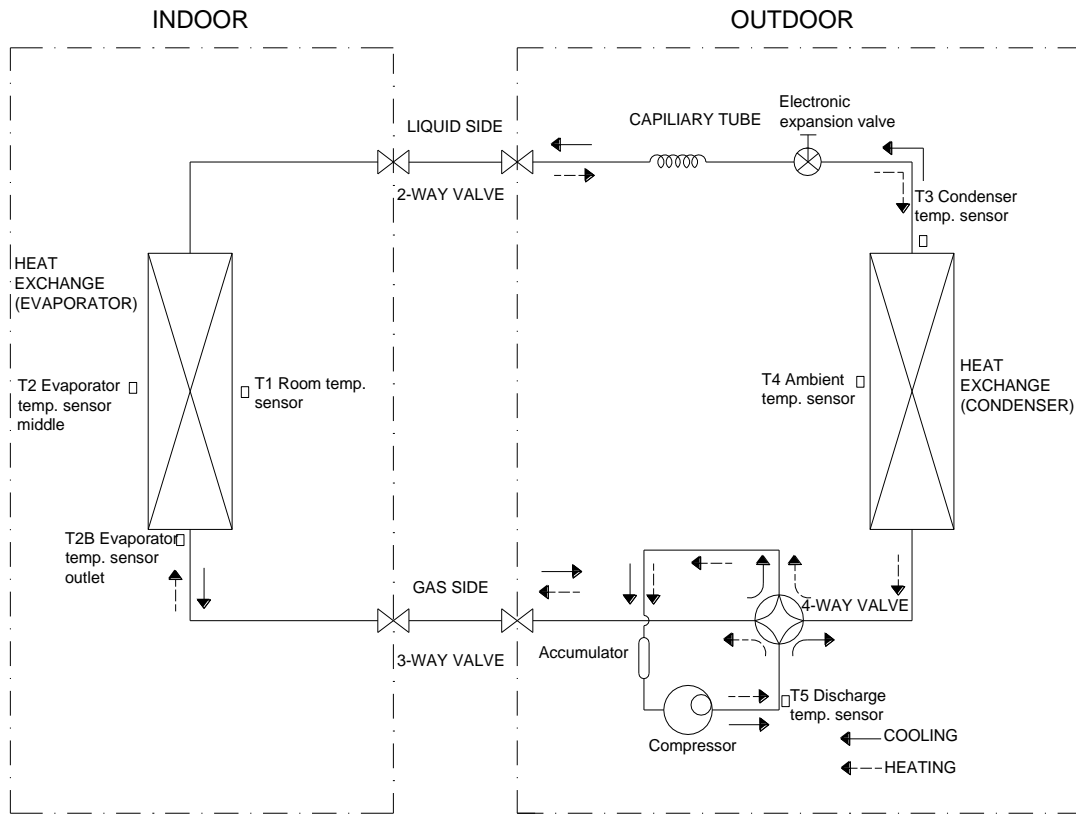 INDOOR
OUTDOOR
LIQUID SIDE
2-WAY VALVE
CAPILIARY TUBE
Electronic
expansion valve
T3 Condenser
temp. sensor
HEAT
EXCHANGE
(EVAPORATOR)
T2 Evaporator
temp. sensor
middle
T1 Room temp.
sensor
T4 Ambient
temp. sensor
HEAT
EXCHANGE
(CONDENSER)
T2B Evaporator
temp. sensor
outlet
GAS SIDE
3-WAY VALVE
4-WAY VALVE
Accumulator
Compressor
T5 Discharge
temp. sensor
COOLING
HEATING